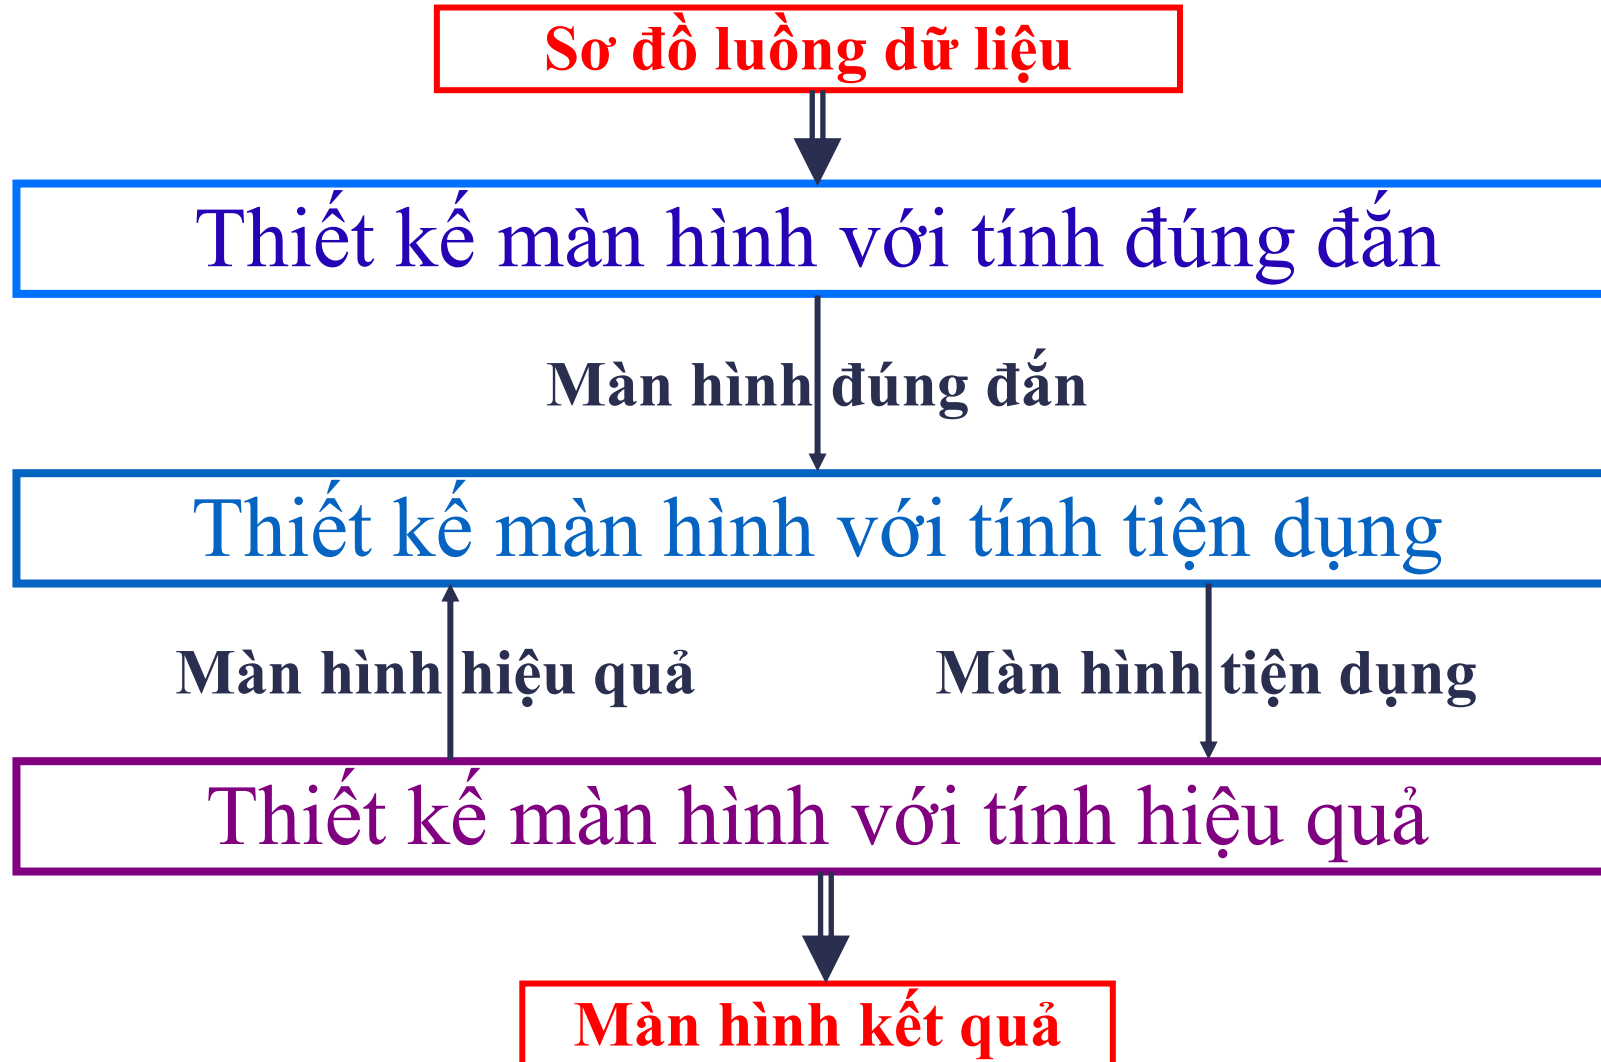 Sơ đồ luồng dữ liệu
Thiết kế màn hình với tính đúng đắn
Màn hình đúng đắn
Thiết kế màn hình với tính tiện dụng
Màn hình hiệu quả
Màn hình tiện dụng
Thiết kế màn hình với tính hiệu quả
Màn hình kết quả